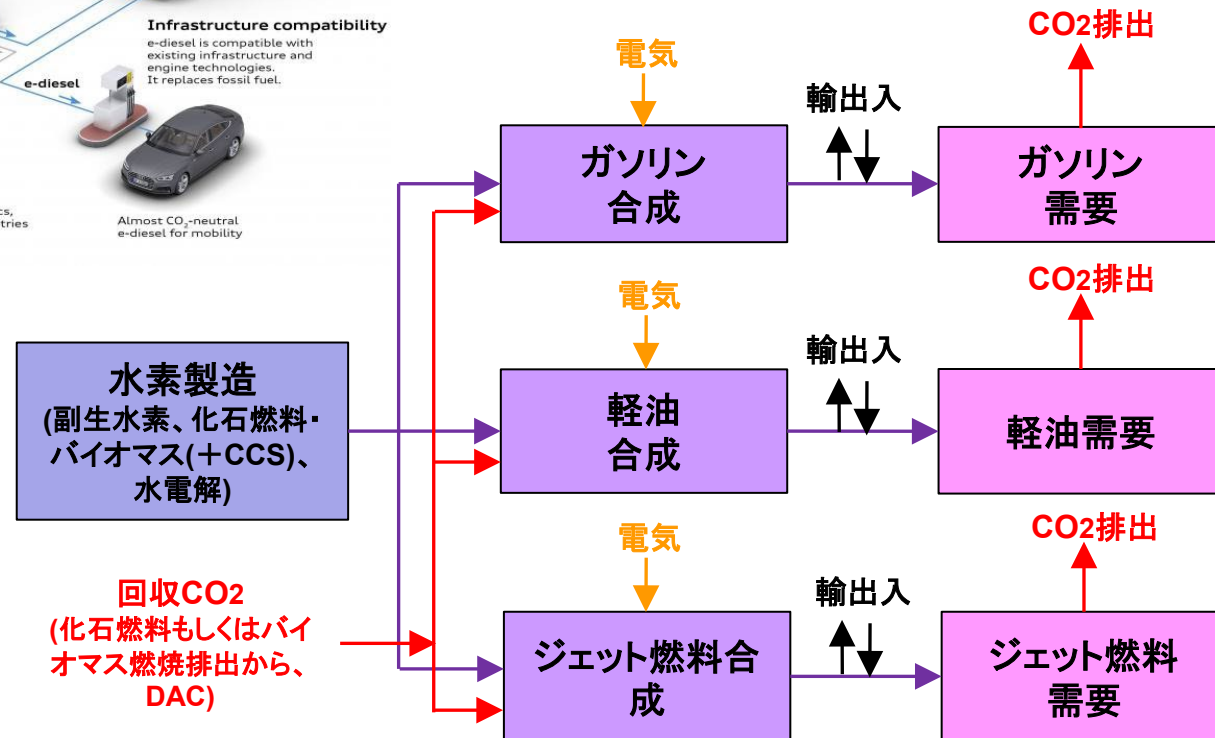 Infrastructure compatibility
e-diesel is compatible with
existing infrastructure and
engine technologies.
It replaces fossil fuel.
e-diesel
Almost CO2-neutral
e-diesel for mobility
電気
ガソリン
合成
輸出入
CO2排出
ガソリン
需要
電気
軽油
合成
輸出入
CO2排出
軽油需要
水素製造
(副生水素、化石燃料・
バイオマス(＋CCS)、
水電解)
回収CO2
(化石燃料もしくはバイ
オマス燃焼排出から、
DAC)
電気
ジェット燃料合
成
輸出入
CO2排出
ジェット燃料
需要